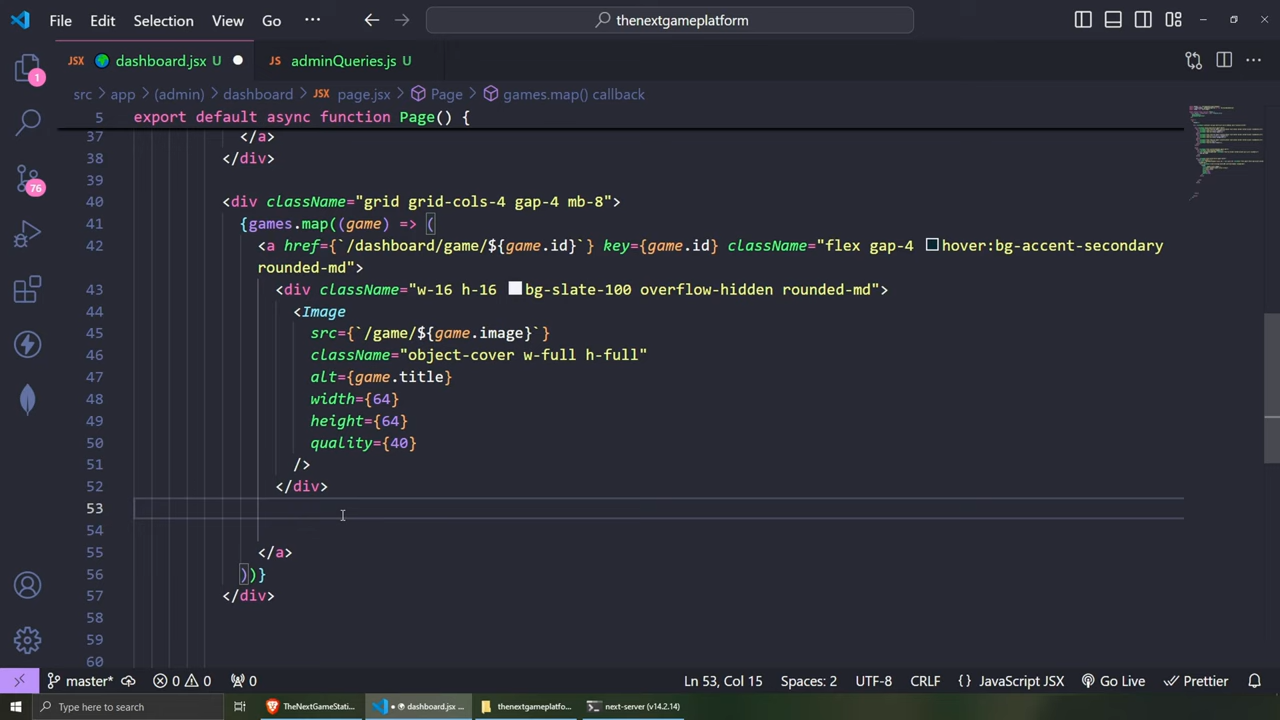 File Edit Selection View Go ··· thenextgameplatform
JSX dashboard.jsx U JS adminQueries.js U
src > app > (admin) > dashboard > JSX page.jsx > Page > games.map() callback
5 export default async function Page() {
37 </a>
38 </div>
39
40 <div className="grid grid-cols-4 gap-4 mb-8">
41 {games.map((game) => (
42 <a href={`/dashboard/game/${game.id}`} key={game.id} className="flex gap-4 hover:bg-accent-secondary
rounded-md">
43 <div className="w-16 h-16 bg-slate-100 overflow-hidden rounded-md">
44 <Image
45 src={`/game/${game.image}`}
46 className="object-cover w-full h-full"
47 alt={game.title}
48 width={64}
49 height={64}
50 quality={40}
51 />
52 </div>
53
54
55 </a>
56 ))}
57 </div>
58
59
60
1
76
master* 0 0 0 Ln 53, Col 15 Spaces: 2 UTF-8 CRLF {} JavaScript JSX Go Live Prettier
Type here to search TheNextGameStati... dashboard.jsx ... thenextgameplatfo... next-server (v14.2.14)